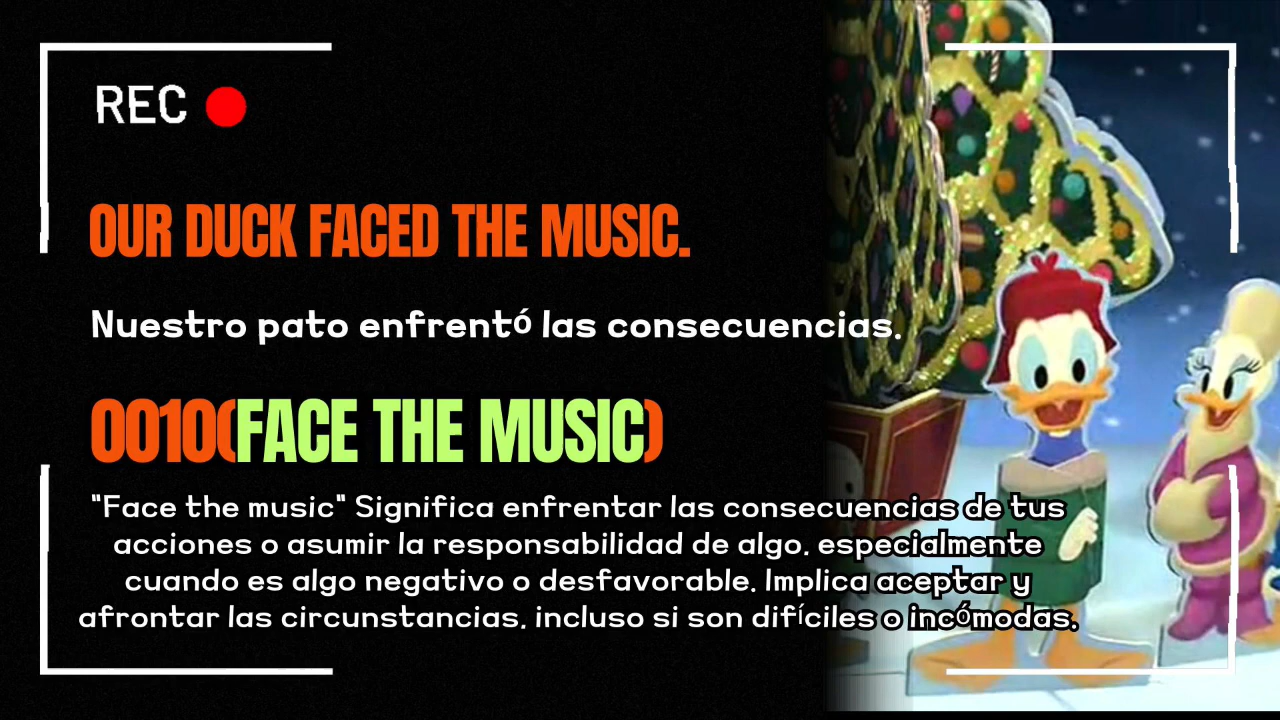 REC
OUR DUCK FACED THE MUSIC.
Nuestro pato enfrentó las consecuencias.
0010(FACE THE MUSIC)
"Face the music" Significa enfrentar las consecuencias de tus
acciones o asumir la responsabilidad de algo, especialmente
cuando es algo negativo o desfavorable. Implica aceptar y
afrontar las circunstancias, incluso si son difíciles o incómodas.